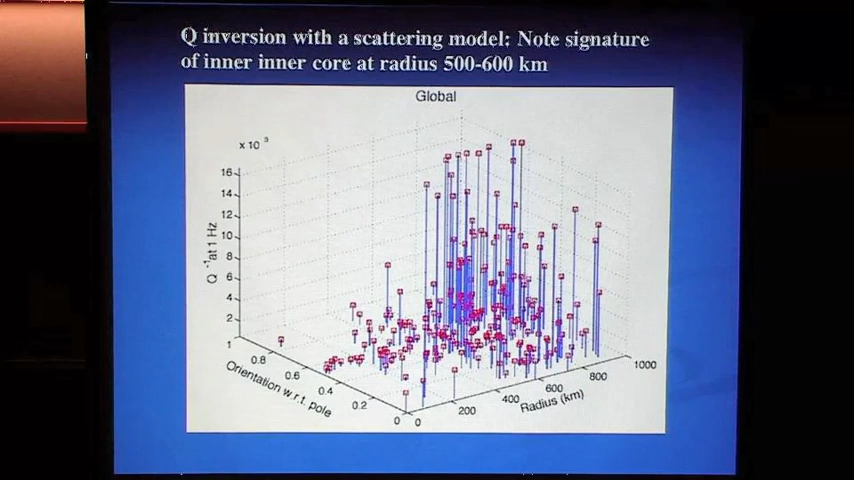 Q inversion with a scattering model: Note signature
of inner inner core at radius 500-600 km
Global
x 10 -3
16
14
12
10
8
6
4
2
Q -1 at 1 Hz
1
0.8
0.6
0.4
0.2
0
Orientation w.r.t. pole
0
200
400
600
800
1000
Radius (km)